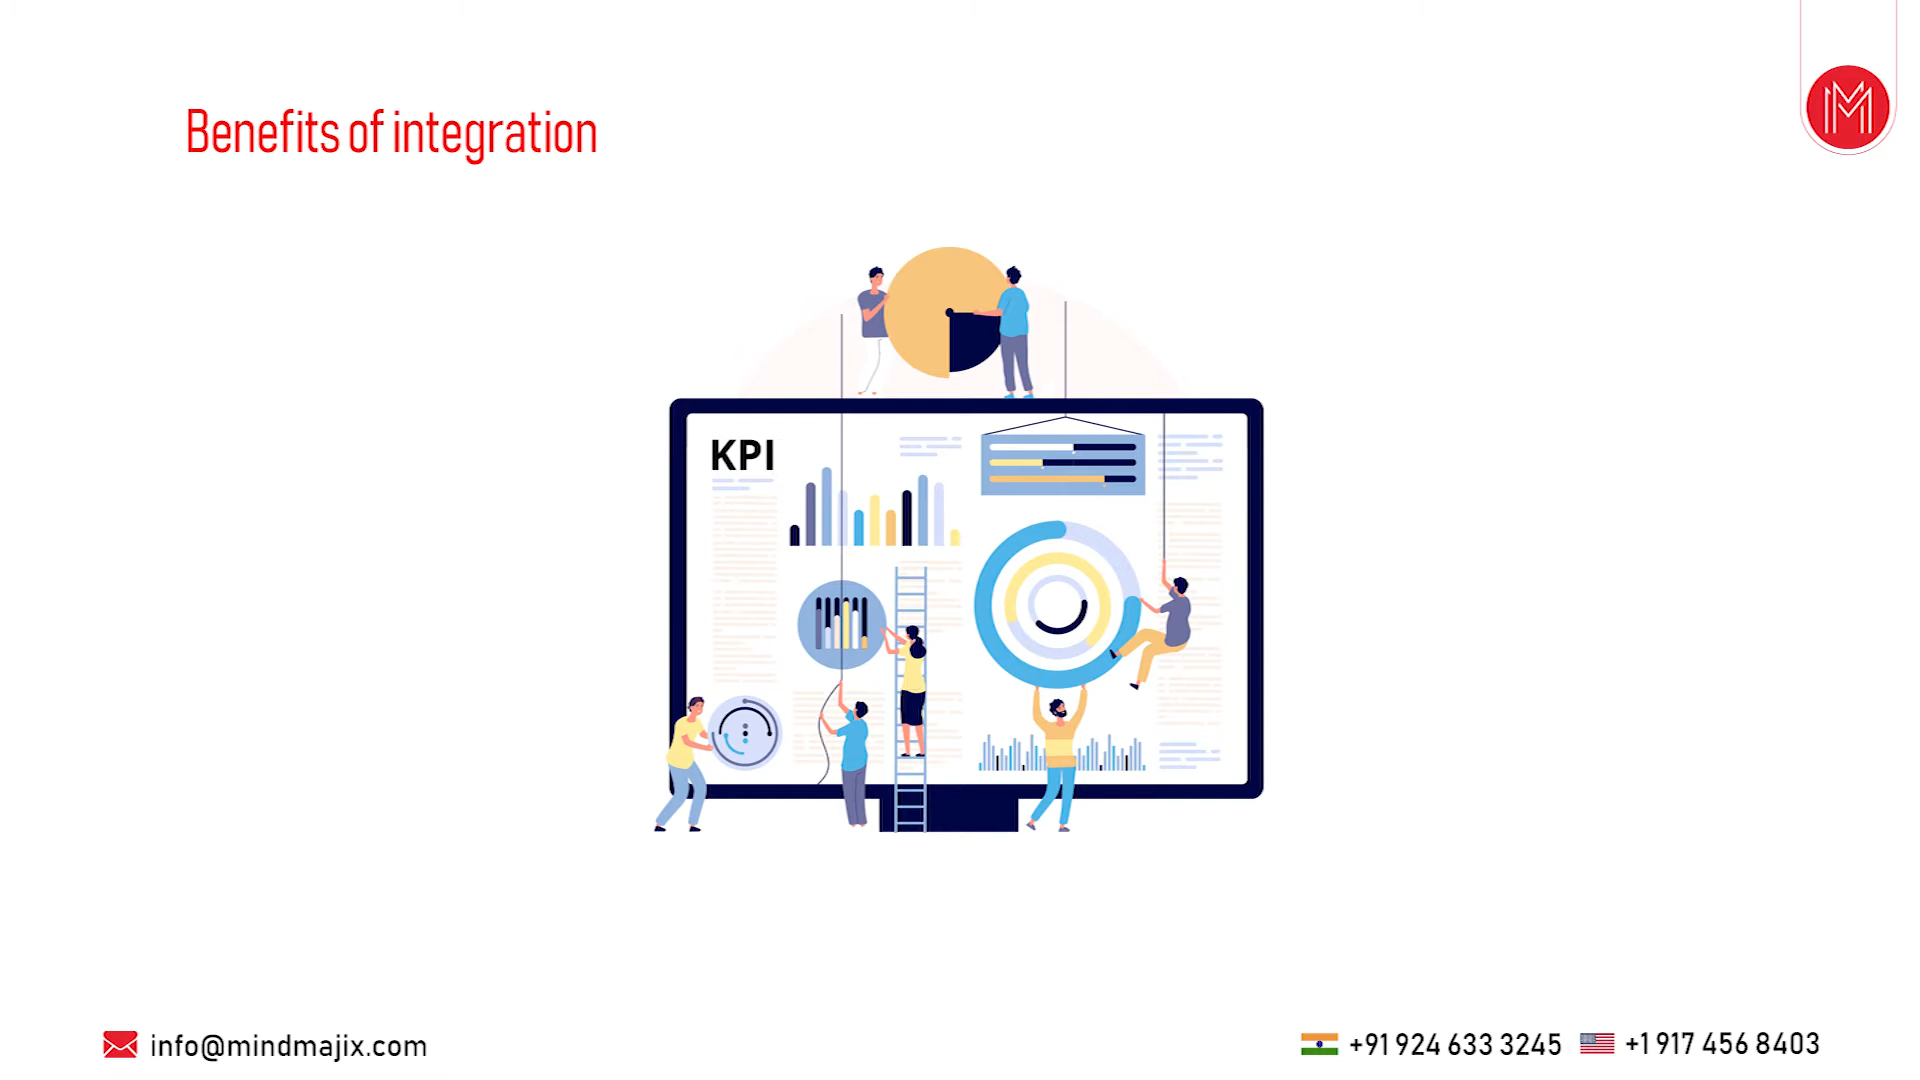 Benefits of integration
M
KPI
info@mindmajix.com
+91 924 633 3245
+1 917 456 8403